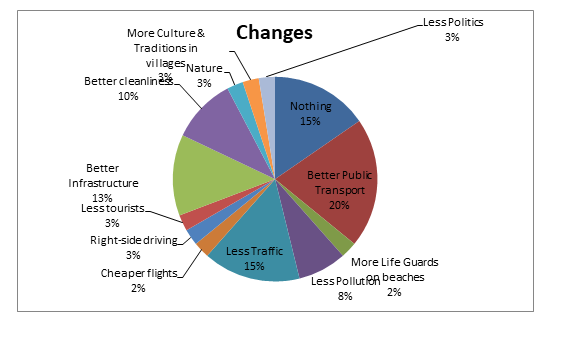 Changes
Less Politics
3%
Nothing
15%
Better Public
Transport
20%
More Life Guards
on beaches
2%
Less Pollution
8%
Less Traffic
15%
Cheaper flights
2%
Right-side driving
3%
Less tourists
3%
Better
Infrastructure
13%
Better cleanliness
10%
Nature
3%
More Culture &
Traditions in
villages
3%